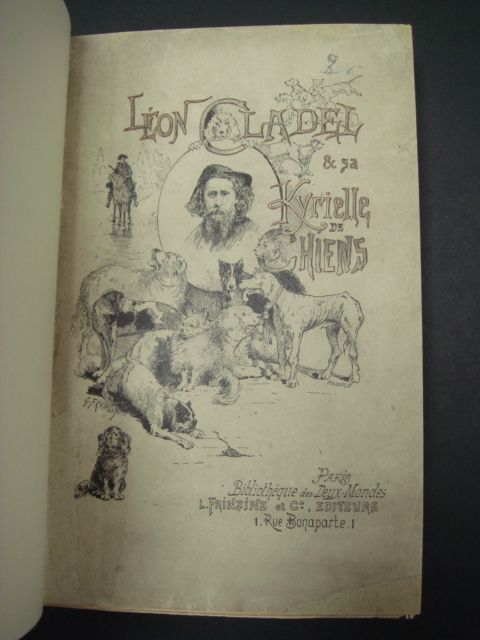 LÉON CLADEL
& sa
Kyrielle
DE
CHIENS
PARIS
Bibliothèque des Deux-Mondes
L. FRINZINE et Cie, EDITEURS
1. Rue Bonaparte. 1